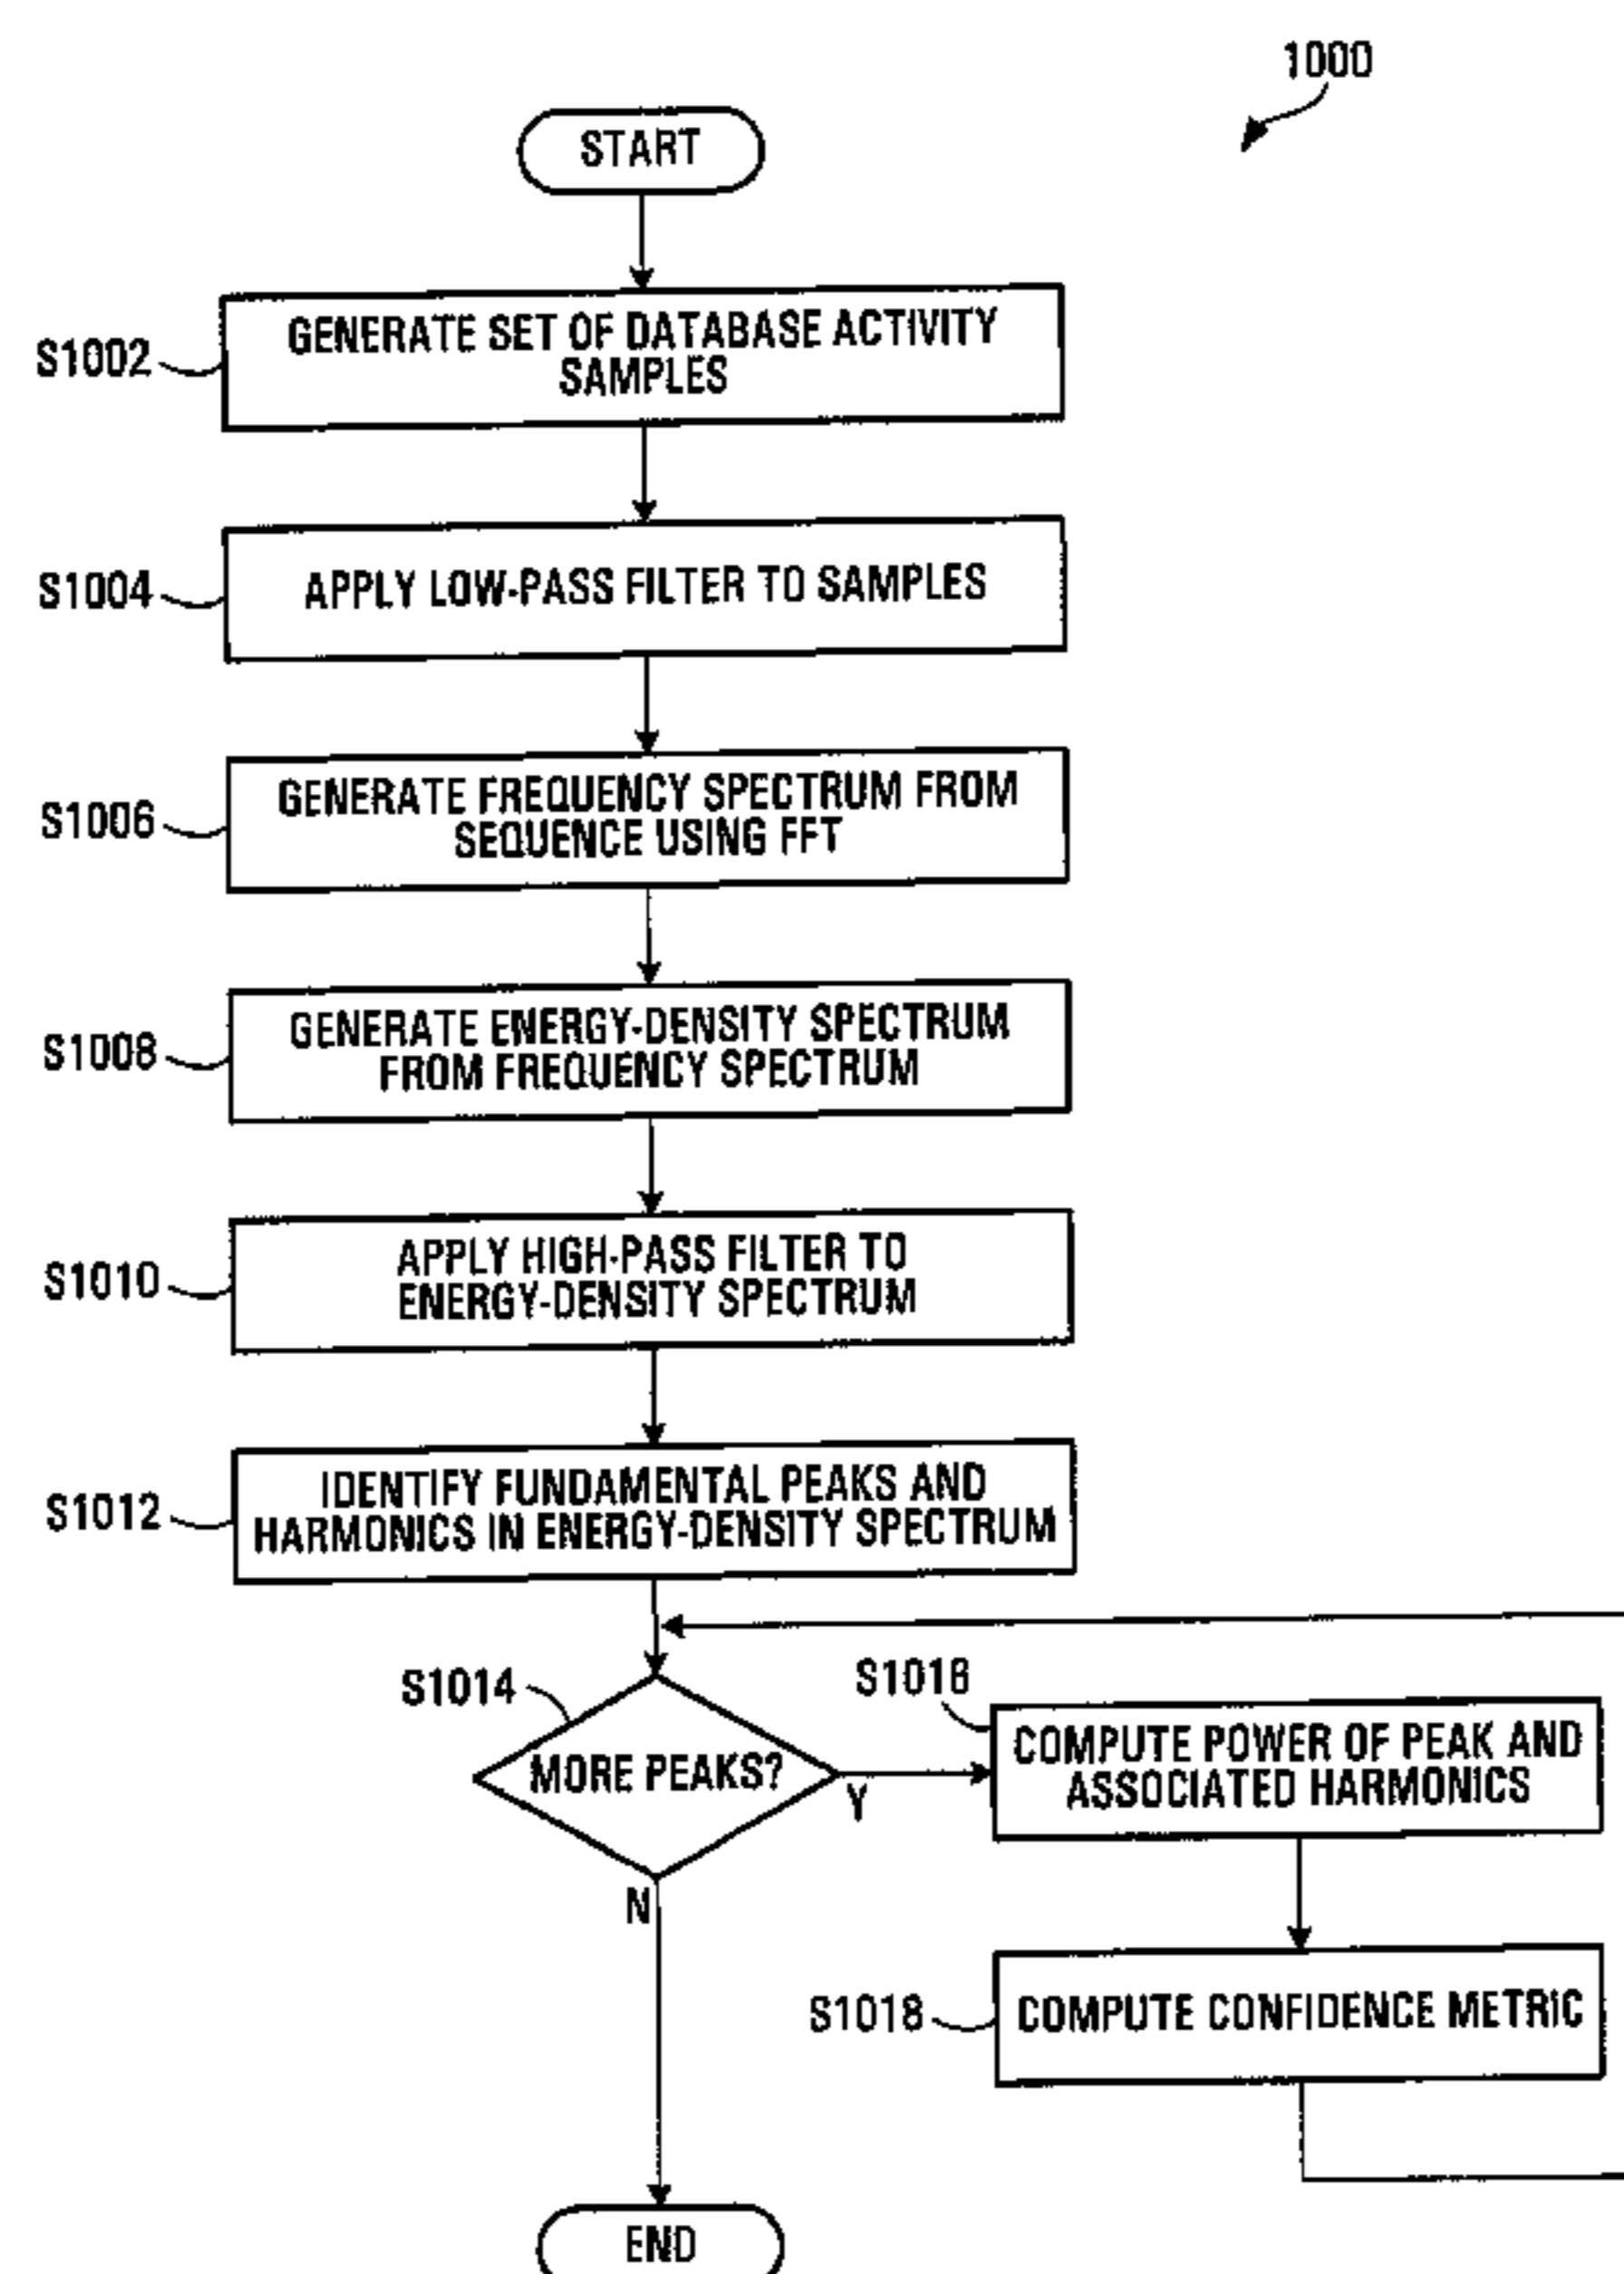 1000
START
S1002
GENERATE SET OF DATABASE ACTIVITY
SAMPLES
S1004
APPLY LOW-PASS FILTER TO SAMPLES
S1006
GENERATE FREQUENCY SPECTRUM FROM
SEQUENCE USING FFT
S1008
GENERATE ENERGY-DENSITY SPECTRUM
FROM FREQUENCY SPECTRUM
S1010
APPLY HIGH-PASS FILTER TO
ENERGY-DENSITY SPECTRUM
S1012
IDENTIFY FUNDAMENTAL PEAKS AND
HARMONICS IN ENERGY-DENSITY SPECTRUM
S1014
MORE PEAKS?
Y
N
S1016
COMPUTE POWER OF PEAK AND
ASSOCIATED HARMONICS
S1018
COMPUTE CONFIDENCE METRIC
END